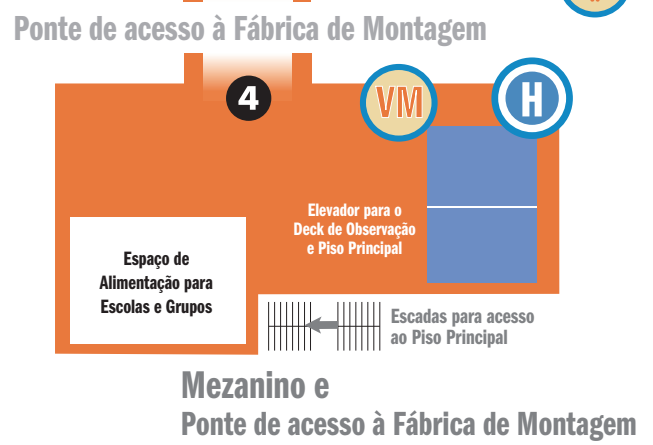 Ponte de acesso à Fábrica de Montagem
4
VM
H
Elevador para o
Deck de Observação
e Piso Principal
Espaço de
Alimentação para
Escolas e Grupos
Escadas para acesso
ao Piso Principal
Mezanino e
Ponte de acesso à Fábrica de Montagem